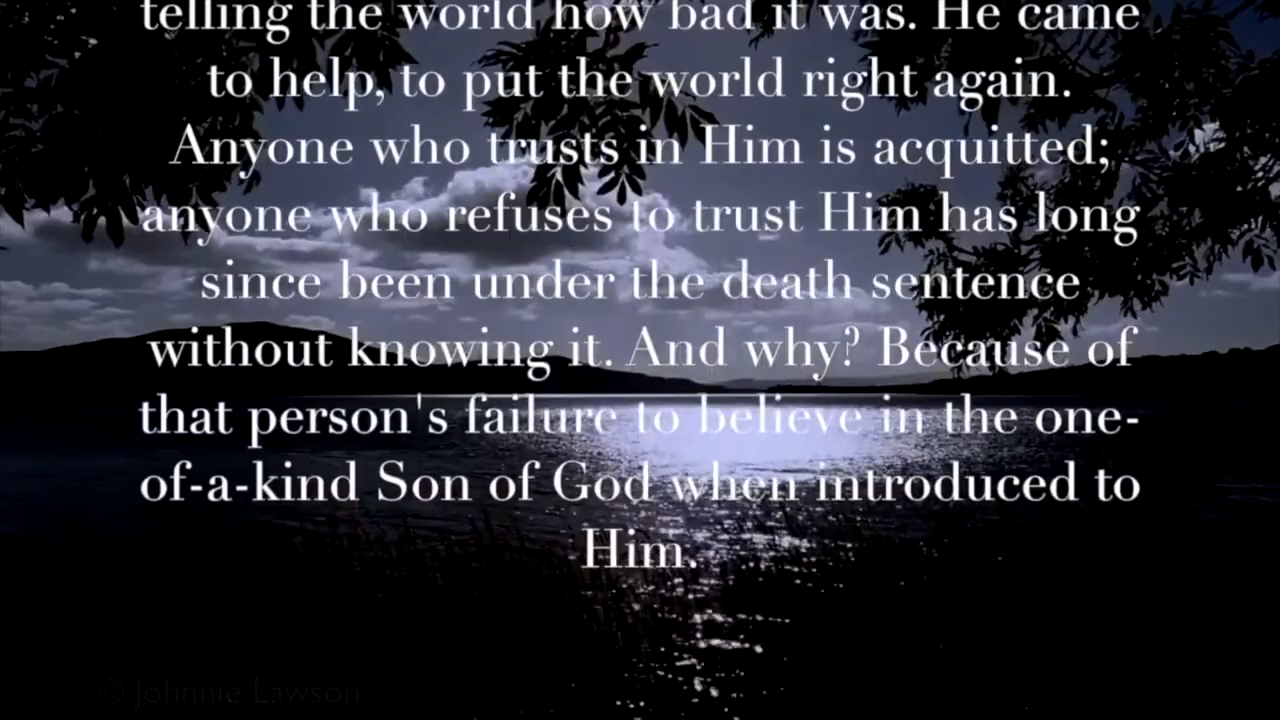 telling the world how bad it was. He came
to help, to put the world right again.
Anyone who trusts in Him is acquitted;
anyone who refuses to trust Him has long
since been under the death sentence
without knowing it. And why? Because of
that person's failure to believe in the one-
of-a-kind Son of God when introduced to
Him.
© Johnnie Lawson